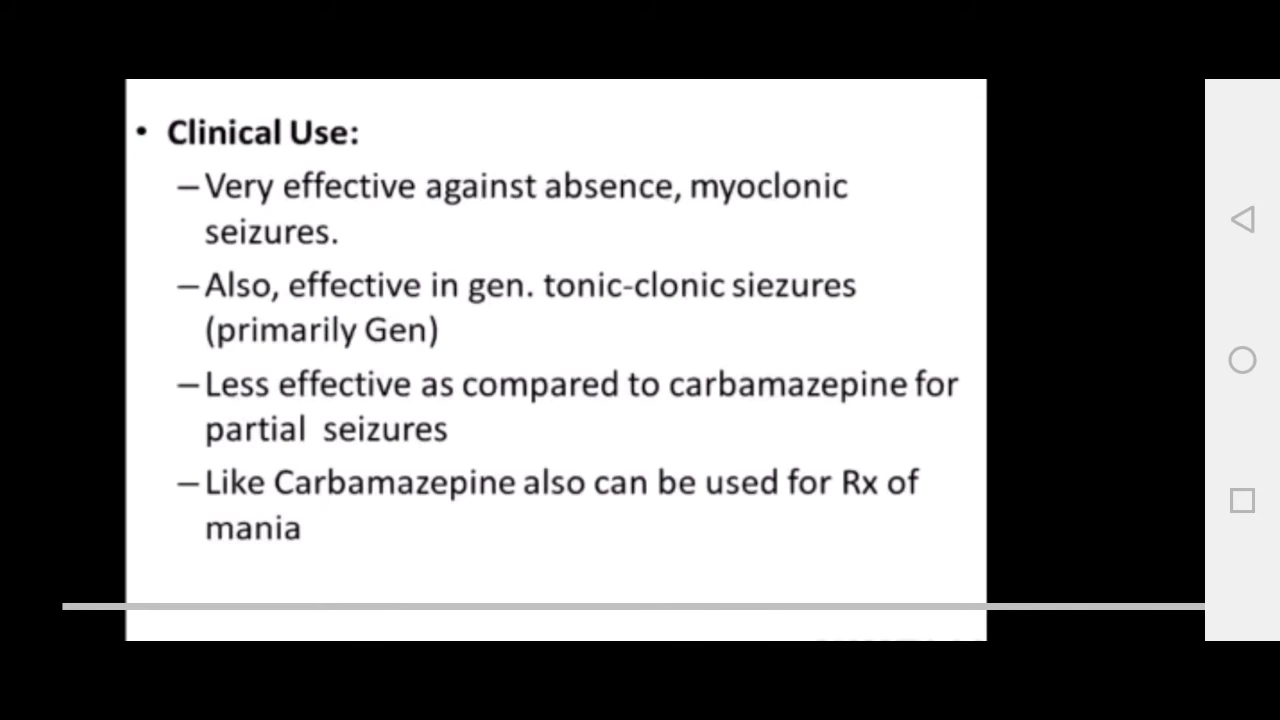 • Clinical Use:
– Very effective against absence, myoclonic
seizures.
– Also, effective in gen. tonic-clonic siezures
(primarily Gen)
– Less effective as compared to carbamazepine for
partial seizures
– Like Carbamazepine also can be used for Rx of
mania